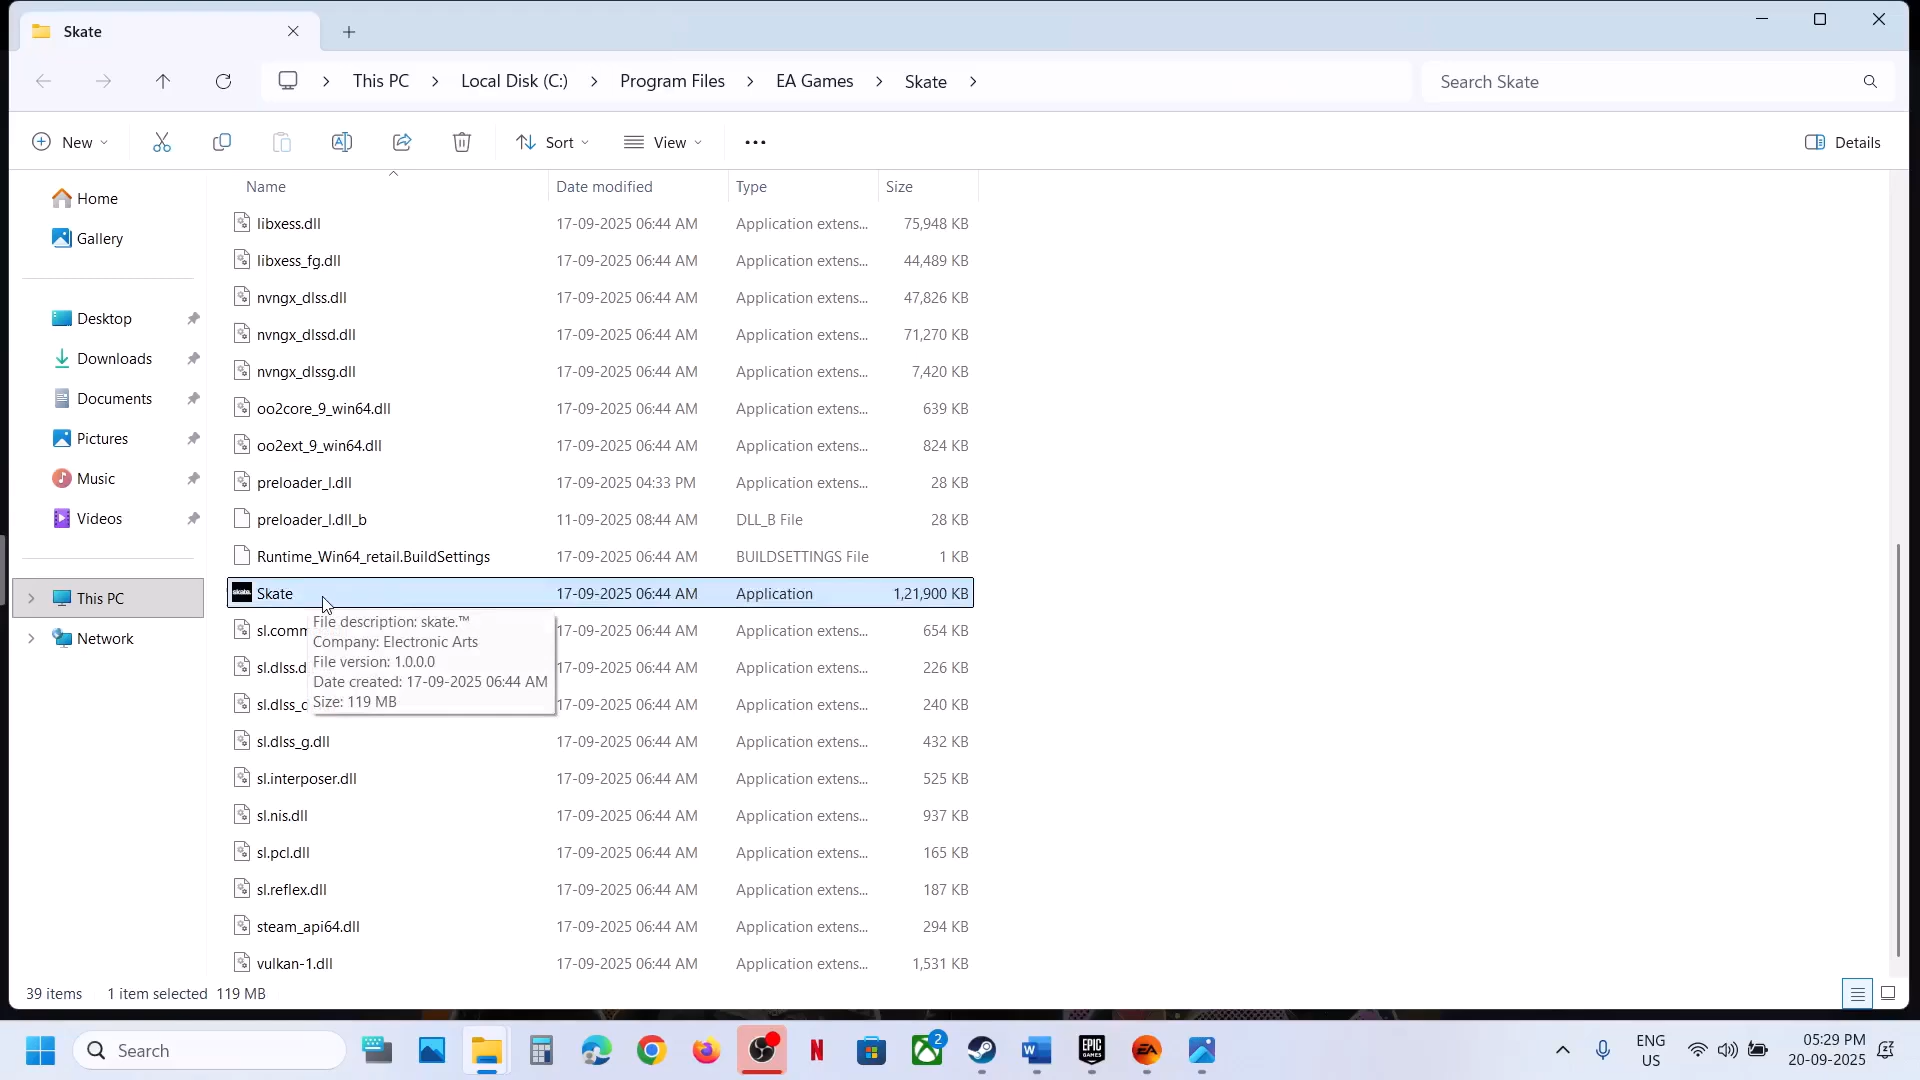 Skate
This PC
Local Disk (C:)
Program Files
EA Games
Skate
Search Skate
New
Sort
View
Details
Name
Date modified
Type
Size
Home
Gallery
Desktop
Downloads
Documents
Pictures
Music
Videos
This PC
Network
libxess.dll 17-09-2025 06:44 AM Application extens... 75,948 KB
libxess_fg.dll 17-09-2025 06:44 AM Application extens... 44,489 KB
nvngx_dlss.dll 17-09-2025 06:44 AM Application extens... 47,826 KB
nvngx_dlssd.dll 17-09-2025 06:44 AM Application extens... 71,270 KB
nvngx_dlssg.dll 17-09-2025 06:44 AM Application extens... 7,420 KB
oo2core_9_win64.dll 17-09-2025 06:44 AM Application extens... 639 KB
oo2ext_9_win64.dll 17-09-2025 06:44 AM Application extens... 824 KB
preloader_l.dll 17-09-2025 04:33 PM Application extens... 28 KB
preloader_l.dll_b 11-09-2025 08:44 AM DLL_B File 28 KB
Runtime_Win64_retail.BuildSettings 17-09-2025 06:44 AM BUILDSETTINGS File 1 KB
Skate 17-09-2025 06:44 AM Application 1,21,900 KB
sl.comm 17-09-2025 06:44 AM Application extens... 654 KB
sl.dlss.d 17-09-2025 06:44 AM Application extens... 226 KB
sl.dlss_ 17-09-2025 06:44 AM Application extens... 240 KB
sl.dlss_g.dll 17-09-2025 06:44 AM Application extens... 432 KB
sl.interposer.dll 17-09-2025 06:44 AM Application extens... 525 KB
sl.nis.dll 17-09-2025 06:44 AM Application extens... 937 KB
sl.pcl.dll 17-09-2025 06:44 AM Application extens... 165 KB
sl.reflex.dll 17-09-2025 06:44 AM Application extens... 187 KB
steam_api64.dll 17-09-2025 06:44 AM Application extens... 294 KB
vulkan-1.dll 17-09-2025 06:44 AM Application extens... 1,531 KB
File description: skate.™
Company: Electronic Arts
File version: 1.0.0.0
Date created: 17-09-2025 06:44 AM
Size: 119 MB
39 items 1 item selected 119 MB
Search
2
ENG
US
05:29 PM
20-09-2025